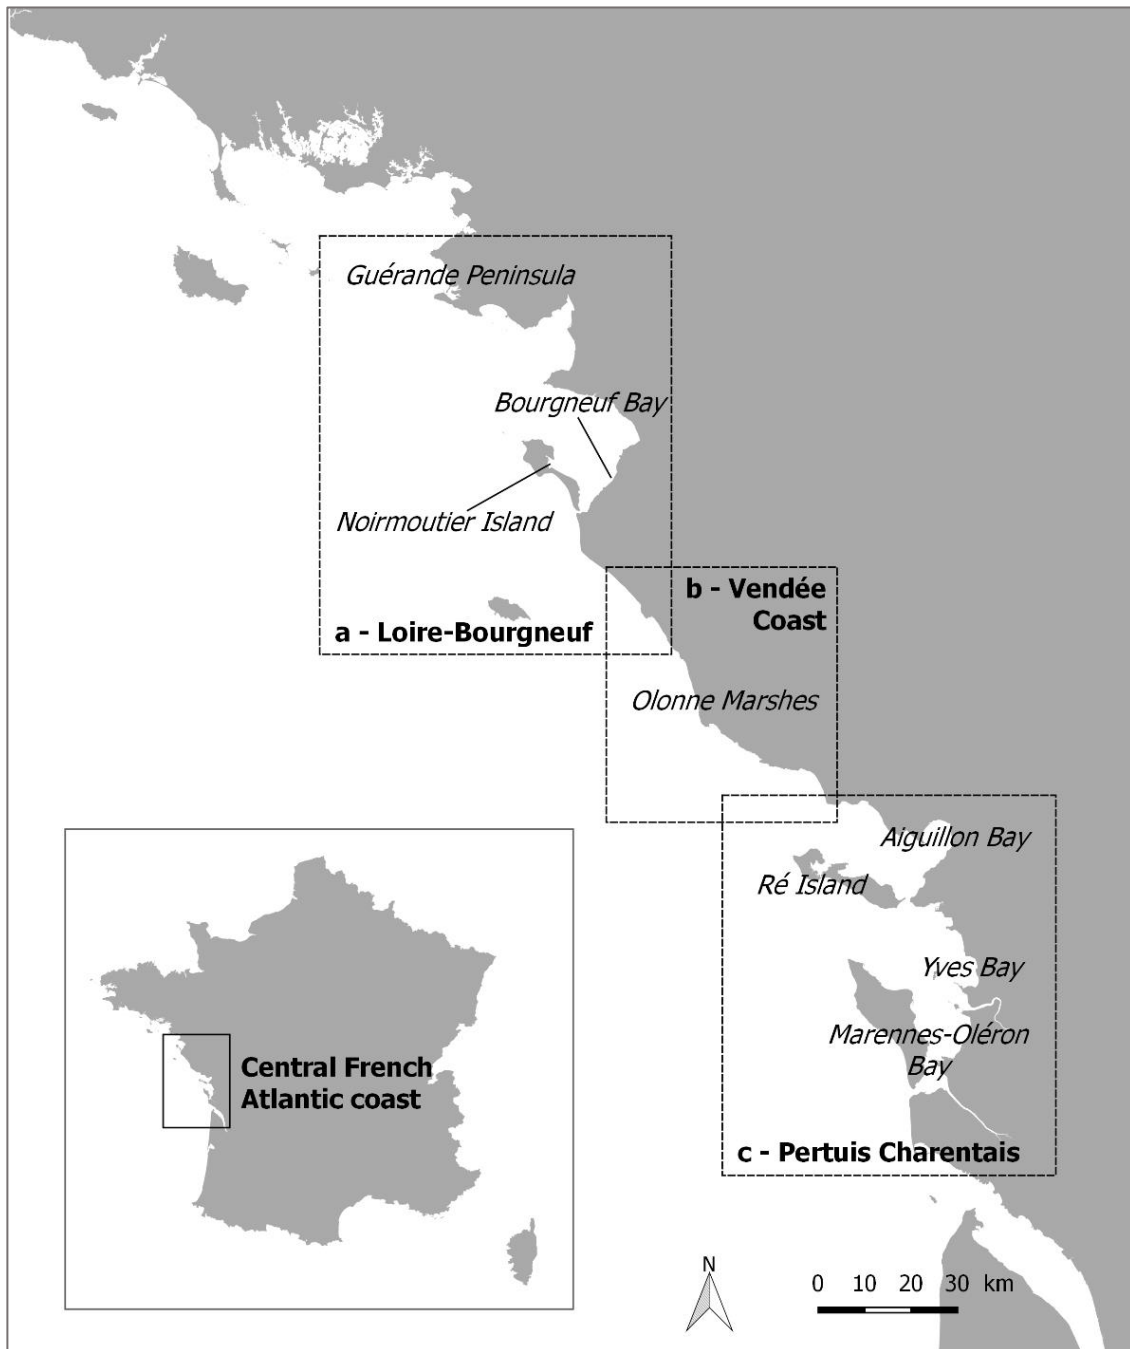 Guérande Peninsula
Bourgneuf Bay
Noirmoutier Island
b - Vendée
Coast
a - Loire-Bourgneuf
Olonne Marshes
Aiguillon Bay
Ré Island
Yves Bay
Marennes-Oléron
Bay
Central French
Atlantic coast
c - Pertuis Charentais
N
0 10 20 30 km